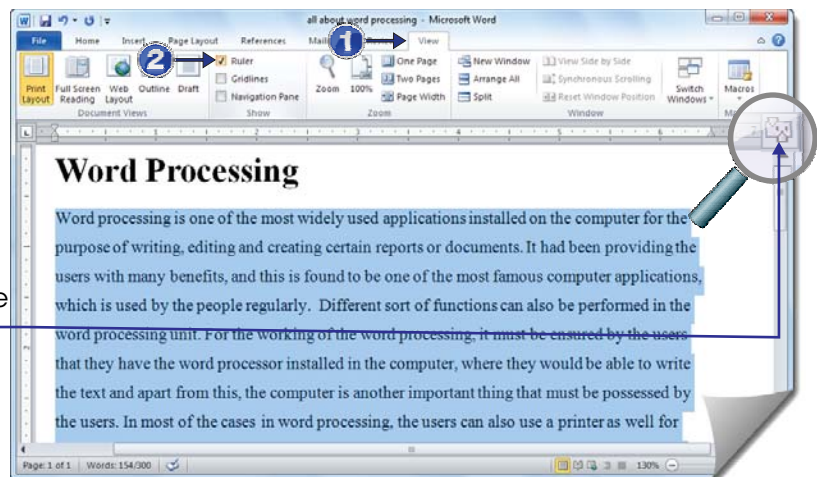 all about word processing - Microsoft Word
File Home Insert Page Layout References View
1
2
Ruler
Gridlines
Navigation Pane
Print Layout
Full Screen Reading
Web Layout
Outline
Draft
Document Views
Show
Zoom
100%
One Page
Two Pages
Page Width
Zoom
New Window
Arrange All
Split
View Side by Side
Synchronous Scrolling
Reset Window Position
Window
Switch Windows
Macros
Word Processing
Word processing is one of the most widely used applications installed on the computer for the
purpose of writing, editing and creating certain reports or documents. It had been providing the
users with many benefits, and this is found to be one of the most famous computer applications,
which is used by the people regularly. Different sort of functions can also be performed in the
word processing unit. For the working of the word processing, it must be ensured by the users
that they have the word processor installed in the computer, where they would be able to write
the text and apart from this, the computer is another important thing that must be possessed by
the users. In most of the cases in word processing, the users can also use a printer as well for
Page: 1 of 1 Words: 154/300 130%